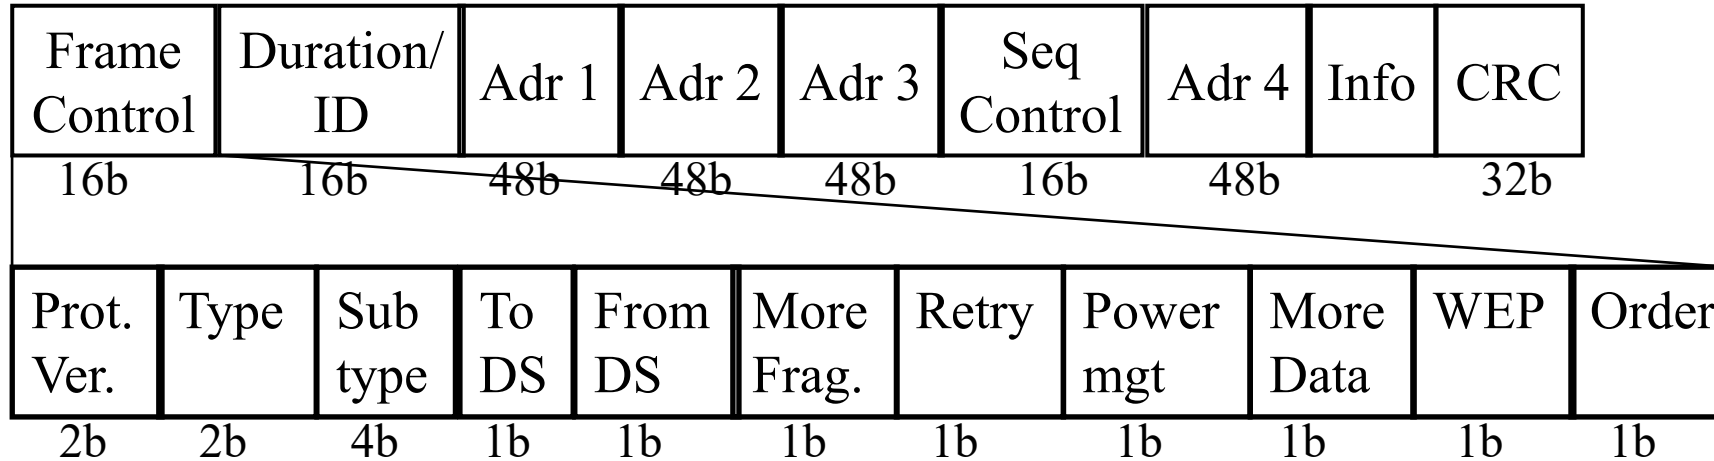 Frame Control
Duration/ ID
Adr 1
Adr 2
Adr 3
Seq Control
Adr 4
Info
CRC
16b
16b
48b
48b
48b
16b
48b
32b
Prot. Ver.
Type
Sub type
To DS
From DS
More Frag.
Retry
Power mgt
More Data
WEP
Order
2b
2b
4b
1b
1b
1b
1b
1b
1b
1b
1b